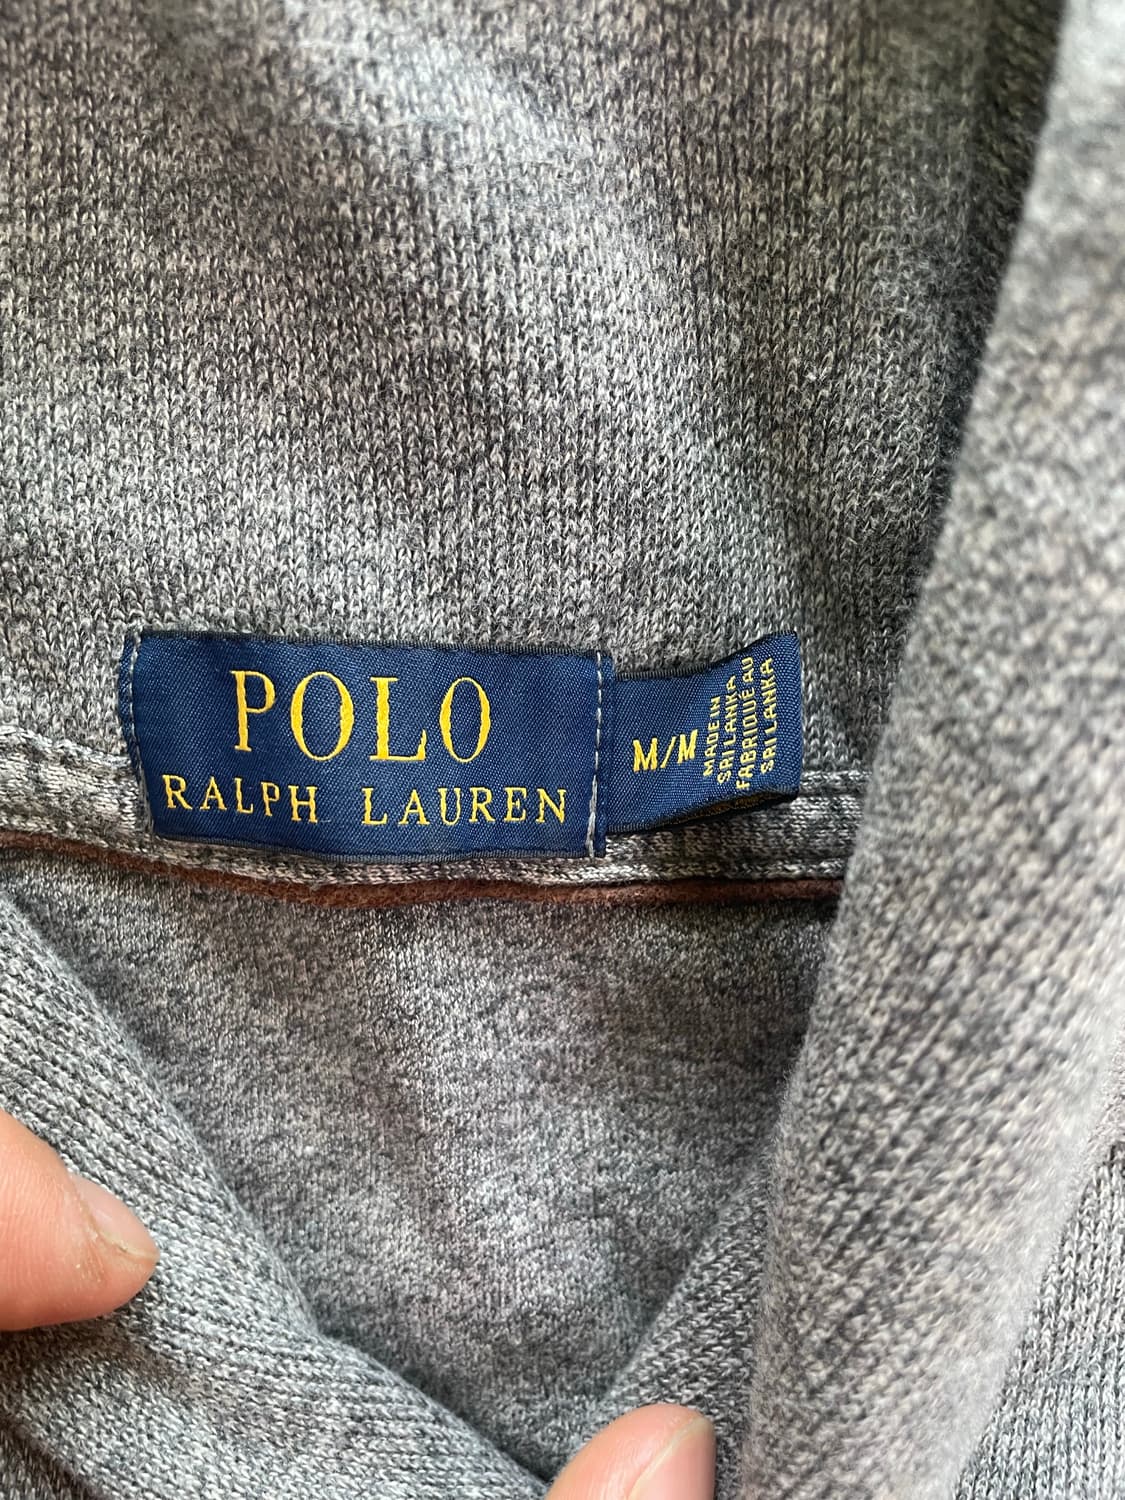 POLO
RALPH LAUREN
M/M
MADE IN
SRI LANKA
FABRIQUÉ AU
SRI LANKA